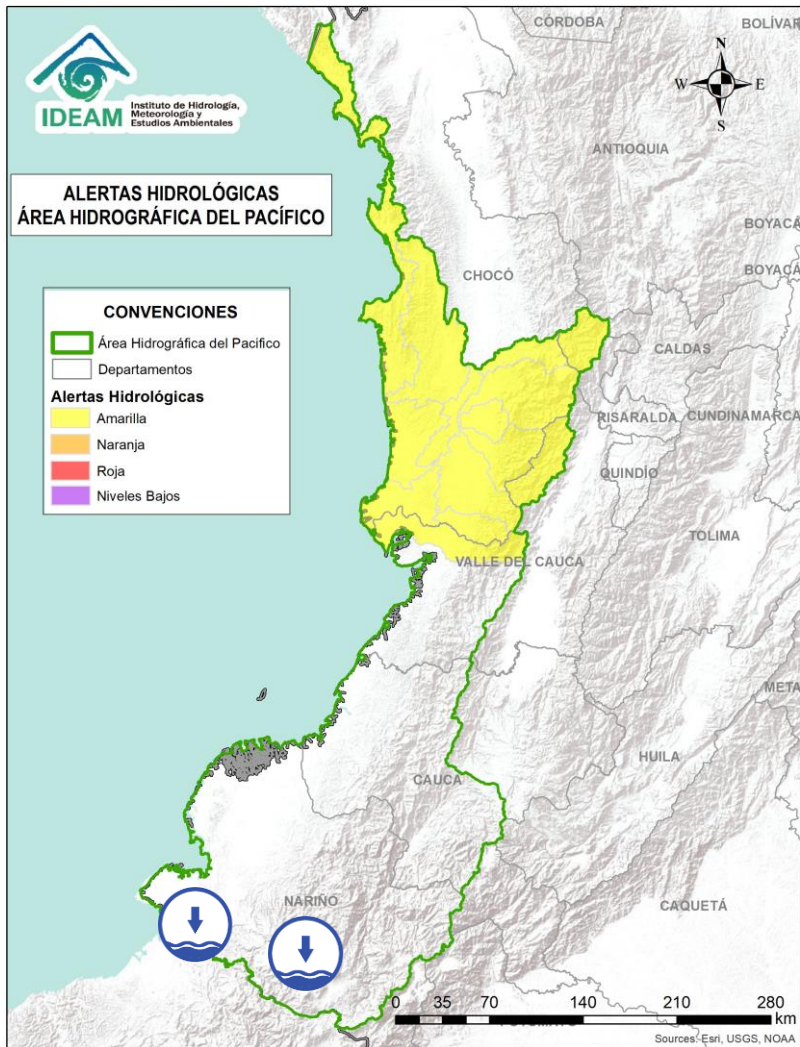 CÓRDOBA
BOLÍVAR
IDEAM
Instituto de Hidrología,
Meteorología y
Estudios Ambientales
N
W
E
S
ANTIOQUIA
ALERTAS HIDROLÓGICAS
ÁREA HIDROGRÁFICA DEL PACÍFICO
BOYACÁ
BOYACÁ
CHOCÓ
CONVENCIONES
Área Hidrográfica del Pacifico
Departamentos
Alertas Hidrológicas
Amarilla
Naranja
Roja
Niveles Bajos
CALDAS
RISARALDA
CUNDINAMARCA
QUINDÍO
TOLIMA
VALLE DEL CAUCA
META
HUILA
CAUCA
NARIÑO
CAQUETÁ
0 35 70 140 210 280
km
Sources: Esri, USGS, NOAA